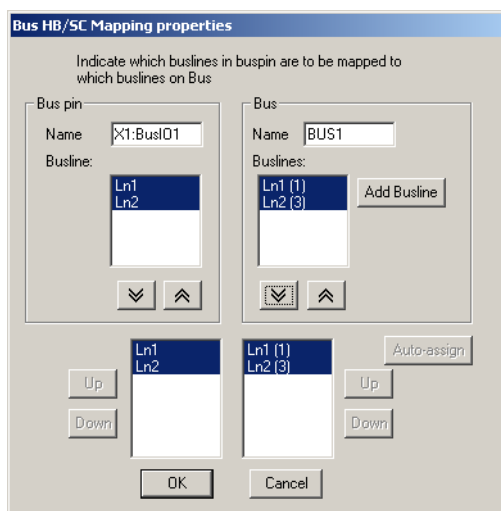 Bus HB/SC Mapping properties
Indicate which buslines in buspin are to be mapped to
which buslines on Bus
Bus pin
Name X1:BusIO1
Busline:
Ln1
Ln2
Bus
Name BUS1
Buslines:
Ln1 (1)
Ln2 (3)
Add Busline
Ln1
Ln2
Ln1 (1)
Ln2 (3)
Auto-assign
Up
Down
Up
Down
OK
Cancel